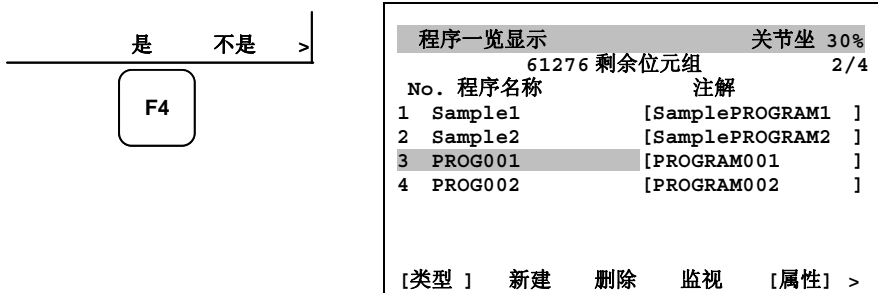 是 不是 >
F4
程序一览显示 关节坐 30%
61276 剩余位元组 2/4
No. 程序名称 注解
1 Sample1 [SamplePROGRAM1 ]
2 Sample2 [SamplePROGRAM2 ]
3 PROG001 [PROGRAM001 ]
4 PROG002 [PROGRAM002 ]
[类型 ] 新建 删除 监视 [属性] >